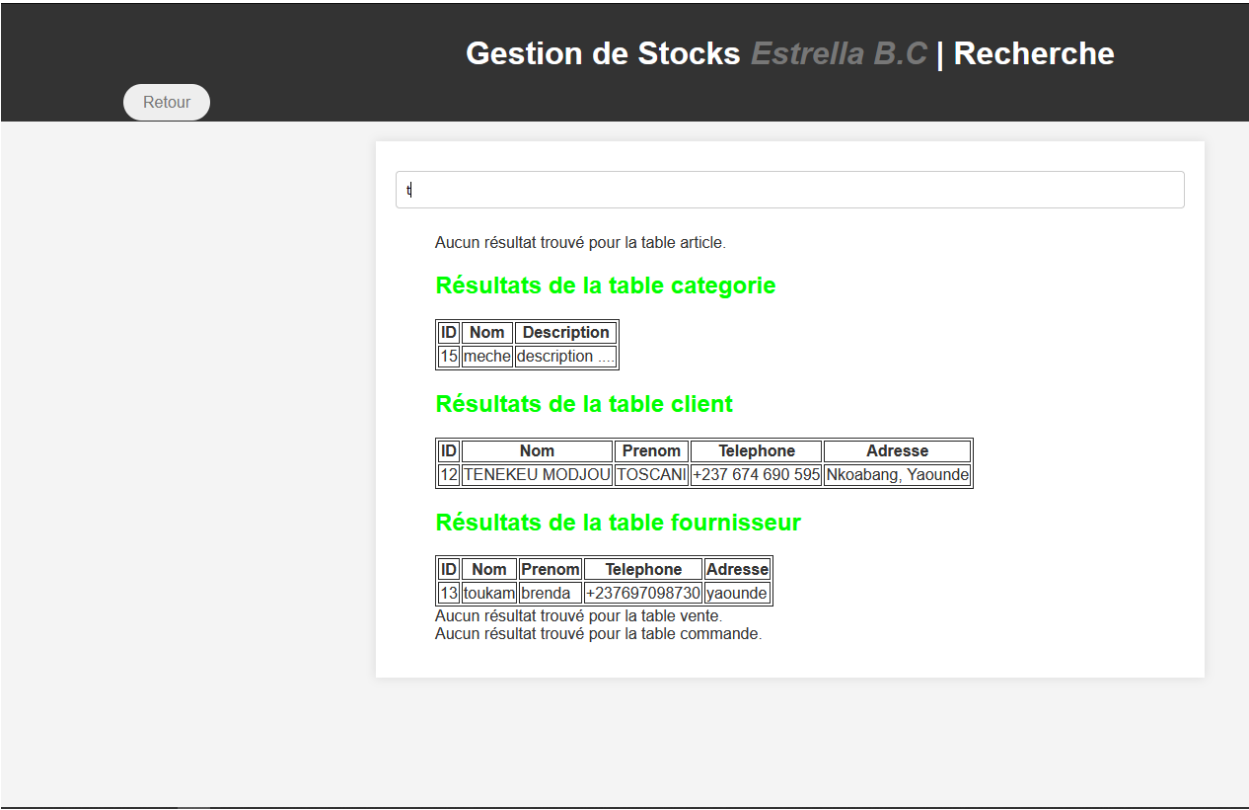 Gestion de Stocks Estrella B.C | Recherche
Retour
t
Aucun résultat trouvé pour la table article.
Résultats de la table categorie
ID Nom Description
15 meche description ....
Résultats de la table client
ID Nom Prenom Telephone Adresse
12 TENEKEU MODJOU TOSCANI +237 674 690 595 Nkoabang, Yaounde
Résultats de la table fournisseur
ID Nom Prenom Telephone Adresse
13 toukam brenda +237697098730 yaounde
Aucun résultat trouvé pour la table vente.
Aucun résultat trouvé pour la table commande.